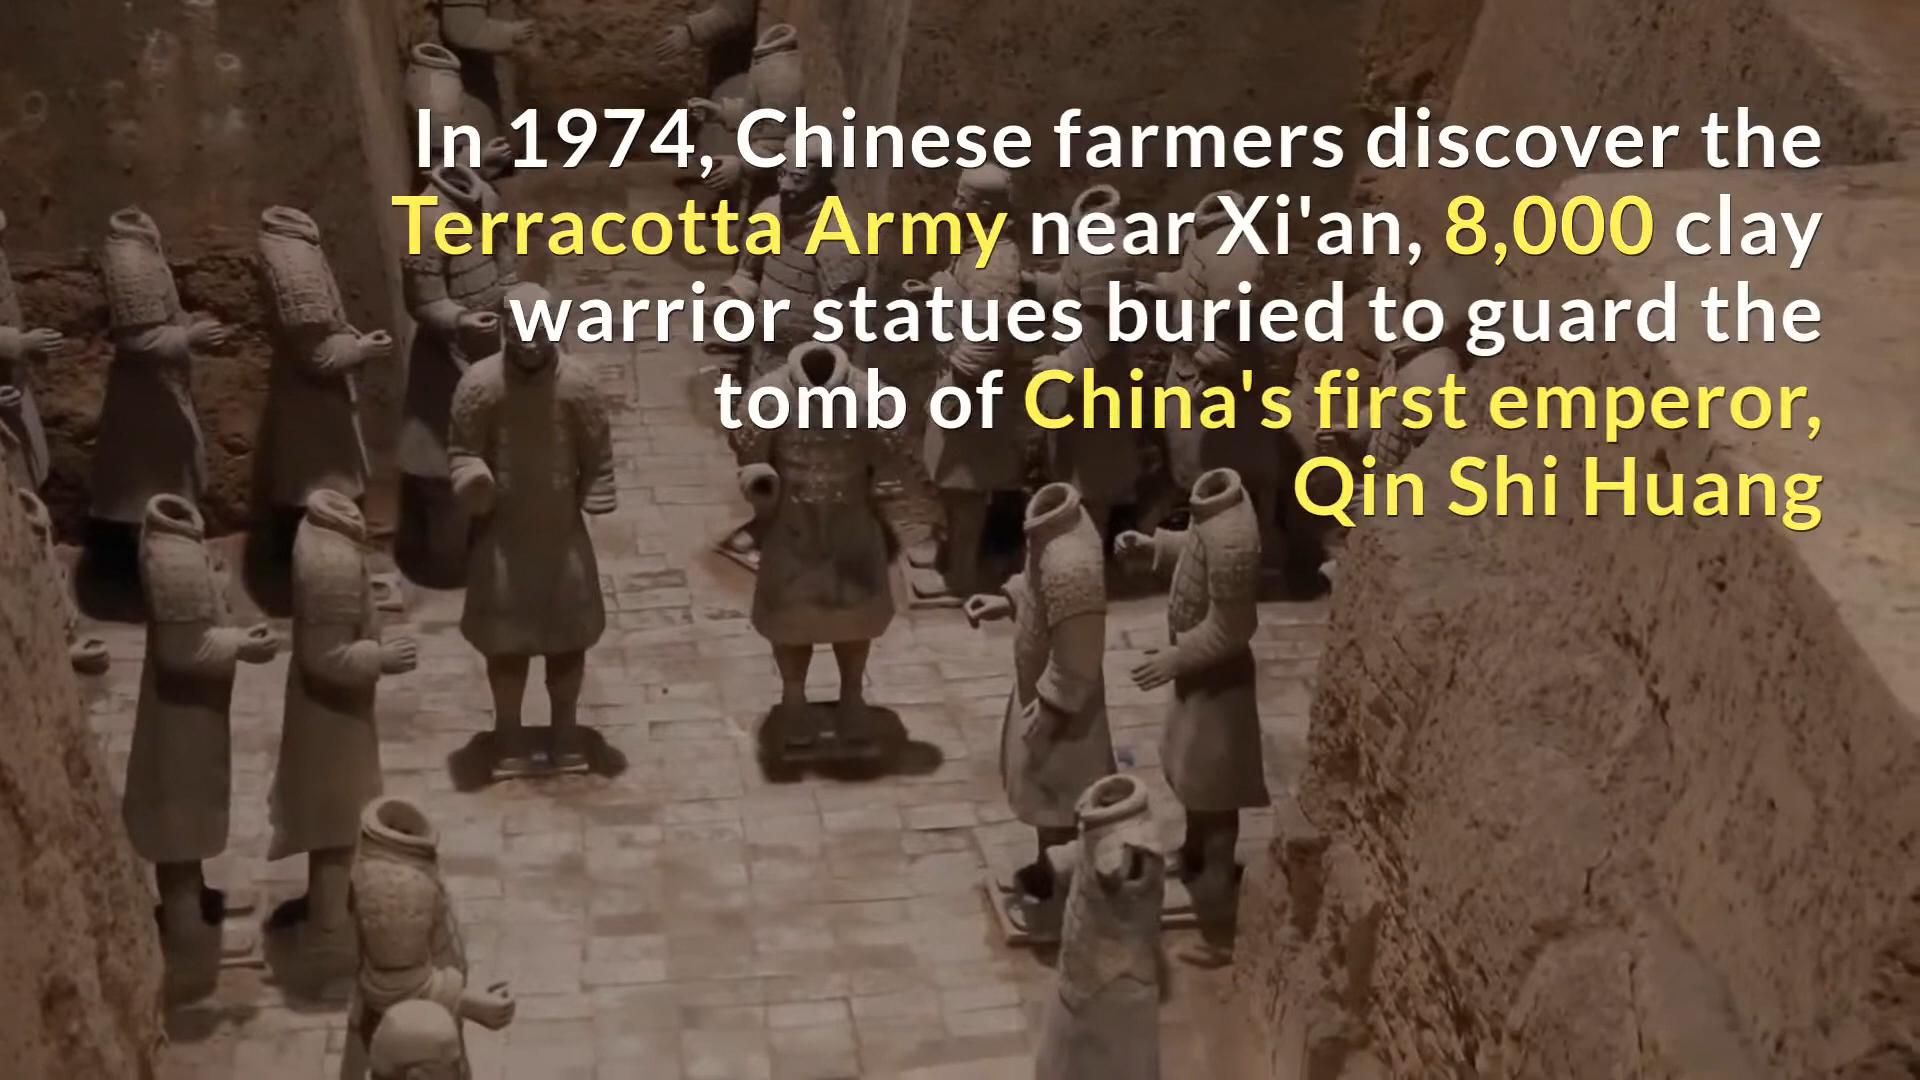 In 1974, Chinese farmers discover the
Terracotta Army near Xi'an, 8,000 clay
warrior statues buried to guard the
tomb of China's first emperor,
Qin Shi Huang